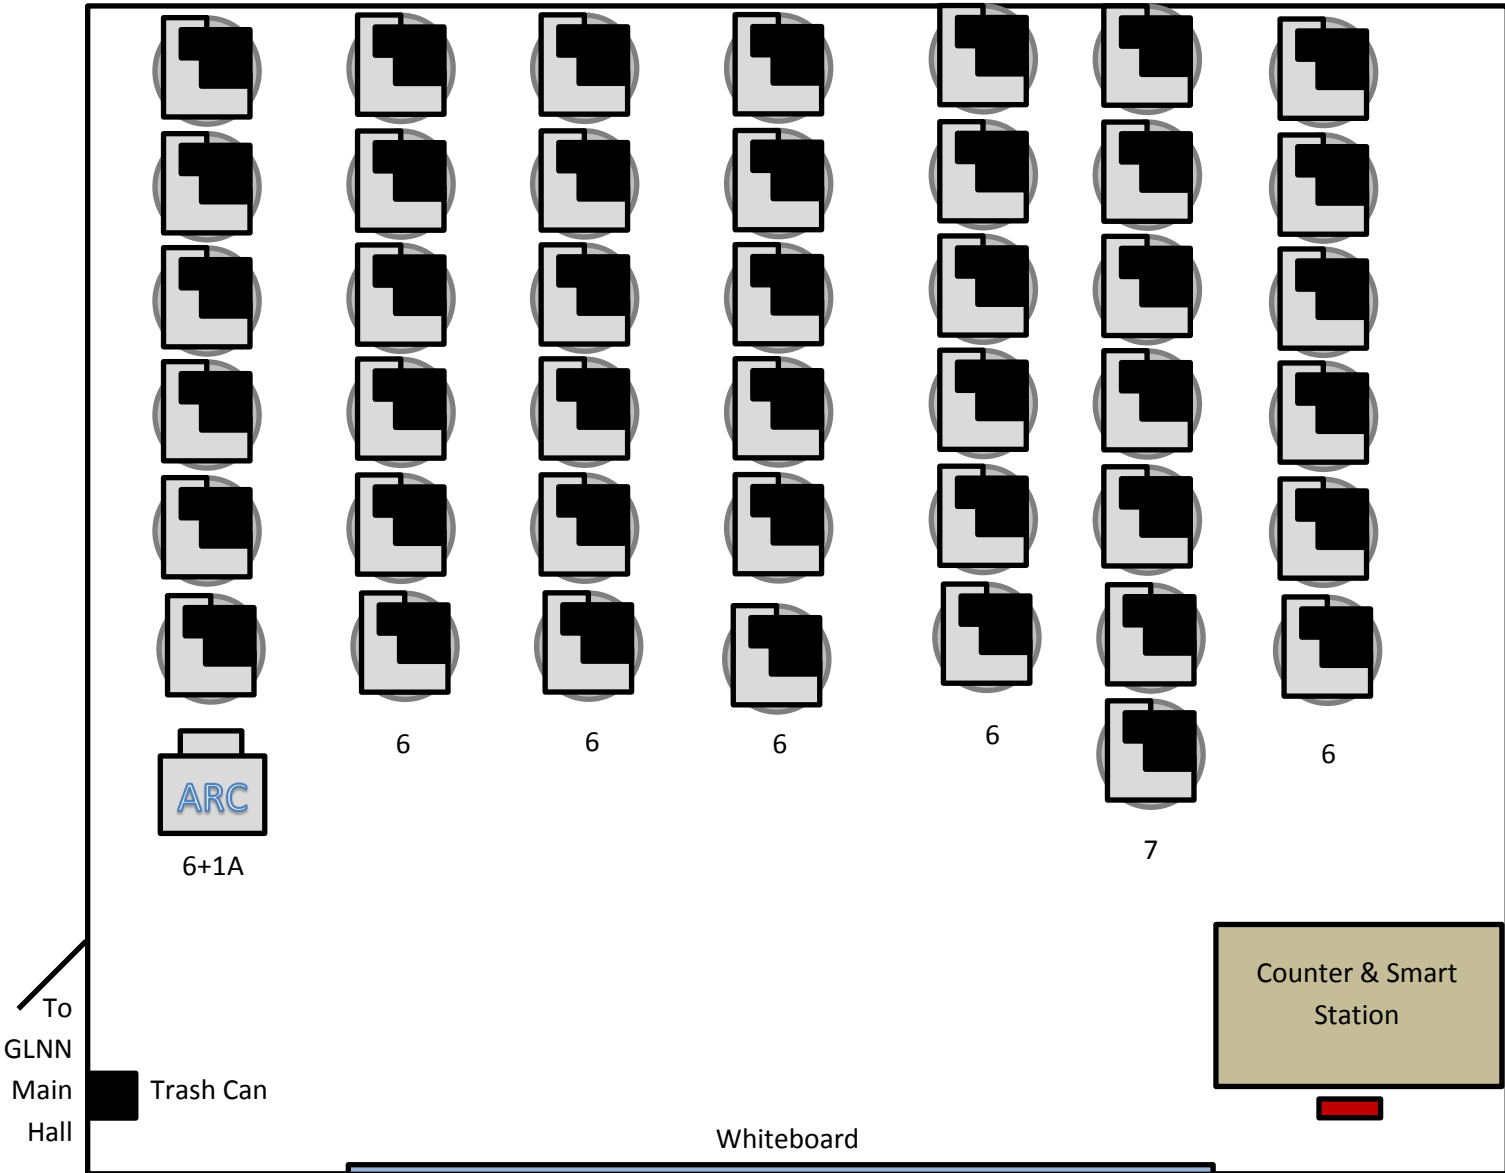 6
6
6
6
6
ARC
6+1A
7
Counter & Smart
Station
To
GLNN
Main
Hall
Trash Can
Whiteboard